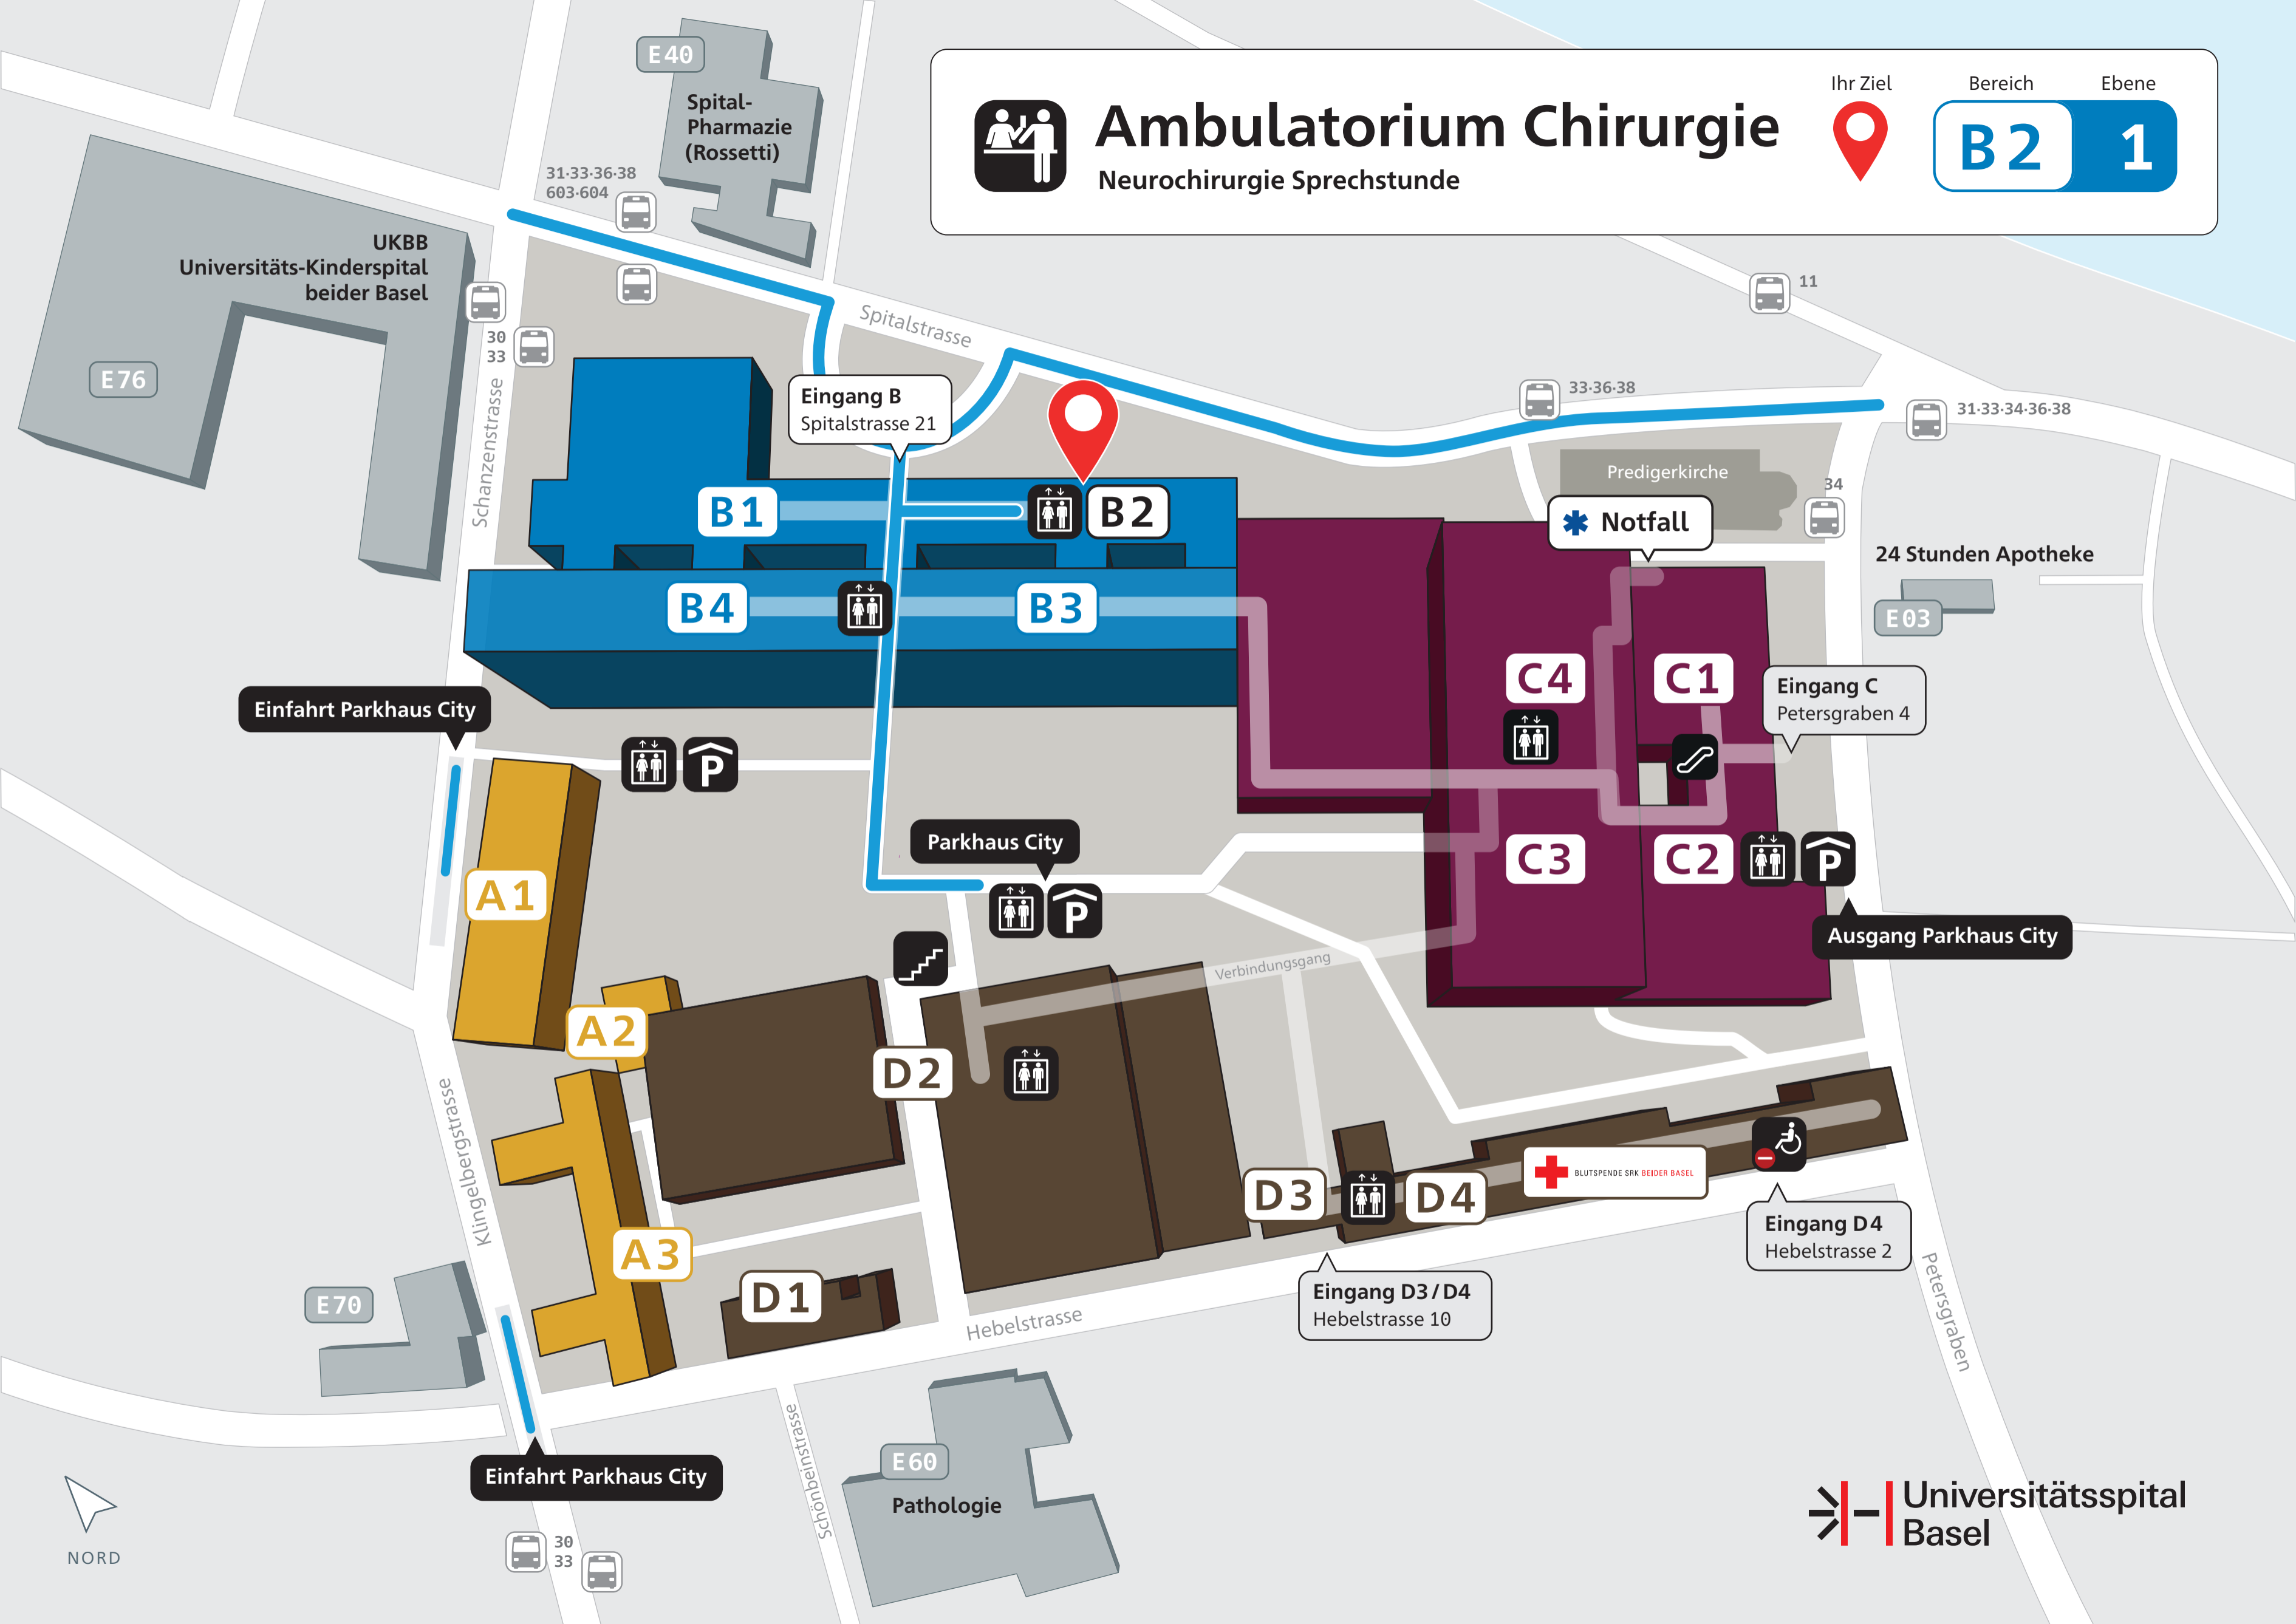 Ambulatorium Chirurgie
Neurochirurgie Sprechstunde
Ihr Ziel
Bereich
Ebene
B2
1
E40
Spital-
Pharmazie
(Rossetti)
31·33·36·38
603·604
UKBB
Universitäts-Kinderspital
beider Basel
E76
30
33
Schanzenstrasse
Spitalstrasse
11
33·36·38
31·33·34·36·38
Eingang B
Spitalstrasse 21
Predigerkirche
34
Notfall
B1
B2
B4
B3
24 Stunden Apotheke
E03
Einfahrt Parkhaus City
P
C4
C1
Eingang C
Petersgraben 4
Parkhaus City
P
C3
C2
P
Ausgang Parkhaus City
A1
A2
Verbindungsgang
D2
Klingelbergstrasse
A3
D1
D3
D4
BLUTSPENDE SRK BEIDER BASEL
Eingang D4
Hebelstrasse 2
Eingang D3/D4
Hebelstrasse 10
Hebelstrasse
Petersgraben
E70
Einfahrt Parkhaus City
Schönbeinstrasse
E60
Pathologie
30
33
NORD
Universitätsspital
Basel